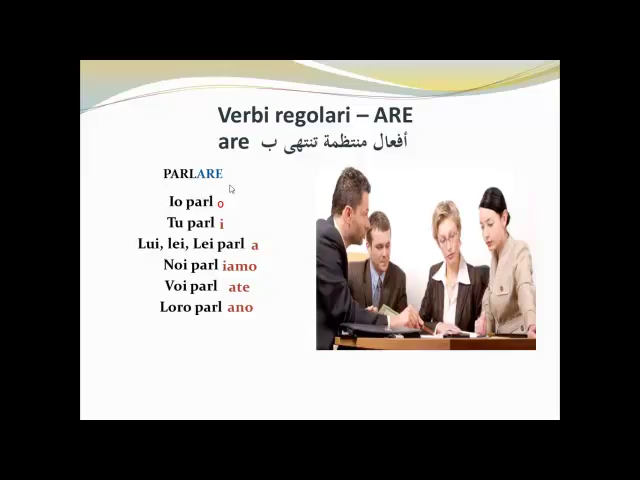 Verbi regolari – ARE
are أفعال منتظمة تنتهى ب
PARLARE
Io parl o
Tu parl i
Lui, lei, Lei parl a
Noi parl iamo
Voi parl ate
Loro parl ano